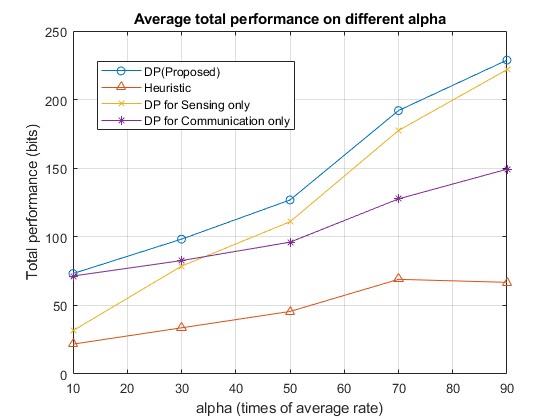 Average total performance on different alpha
250
200
150
100
50
0
Total performance (bits)
DP(Proposed)
Heuristic
DP for Sensing only
DP for Communication only
10 20 30 40 50 60 70 80 90
alpha (times of average rate)